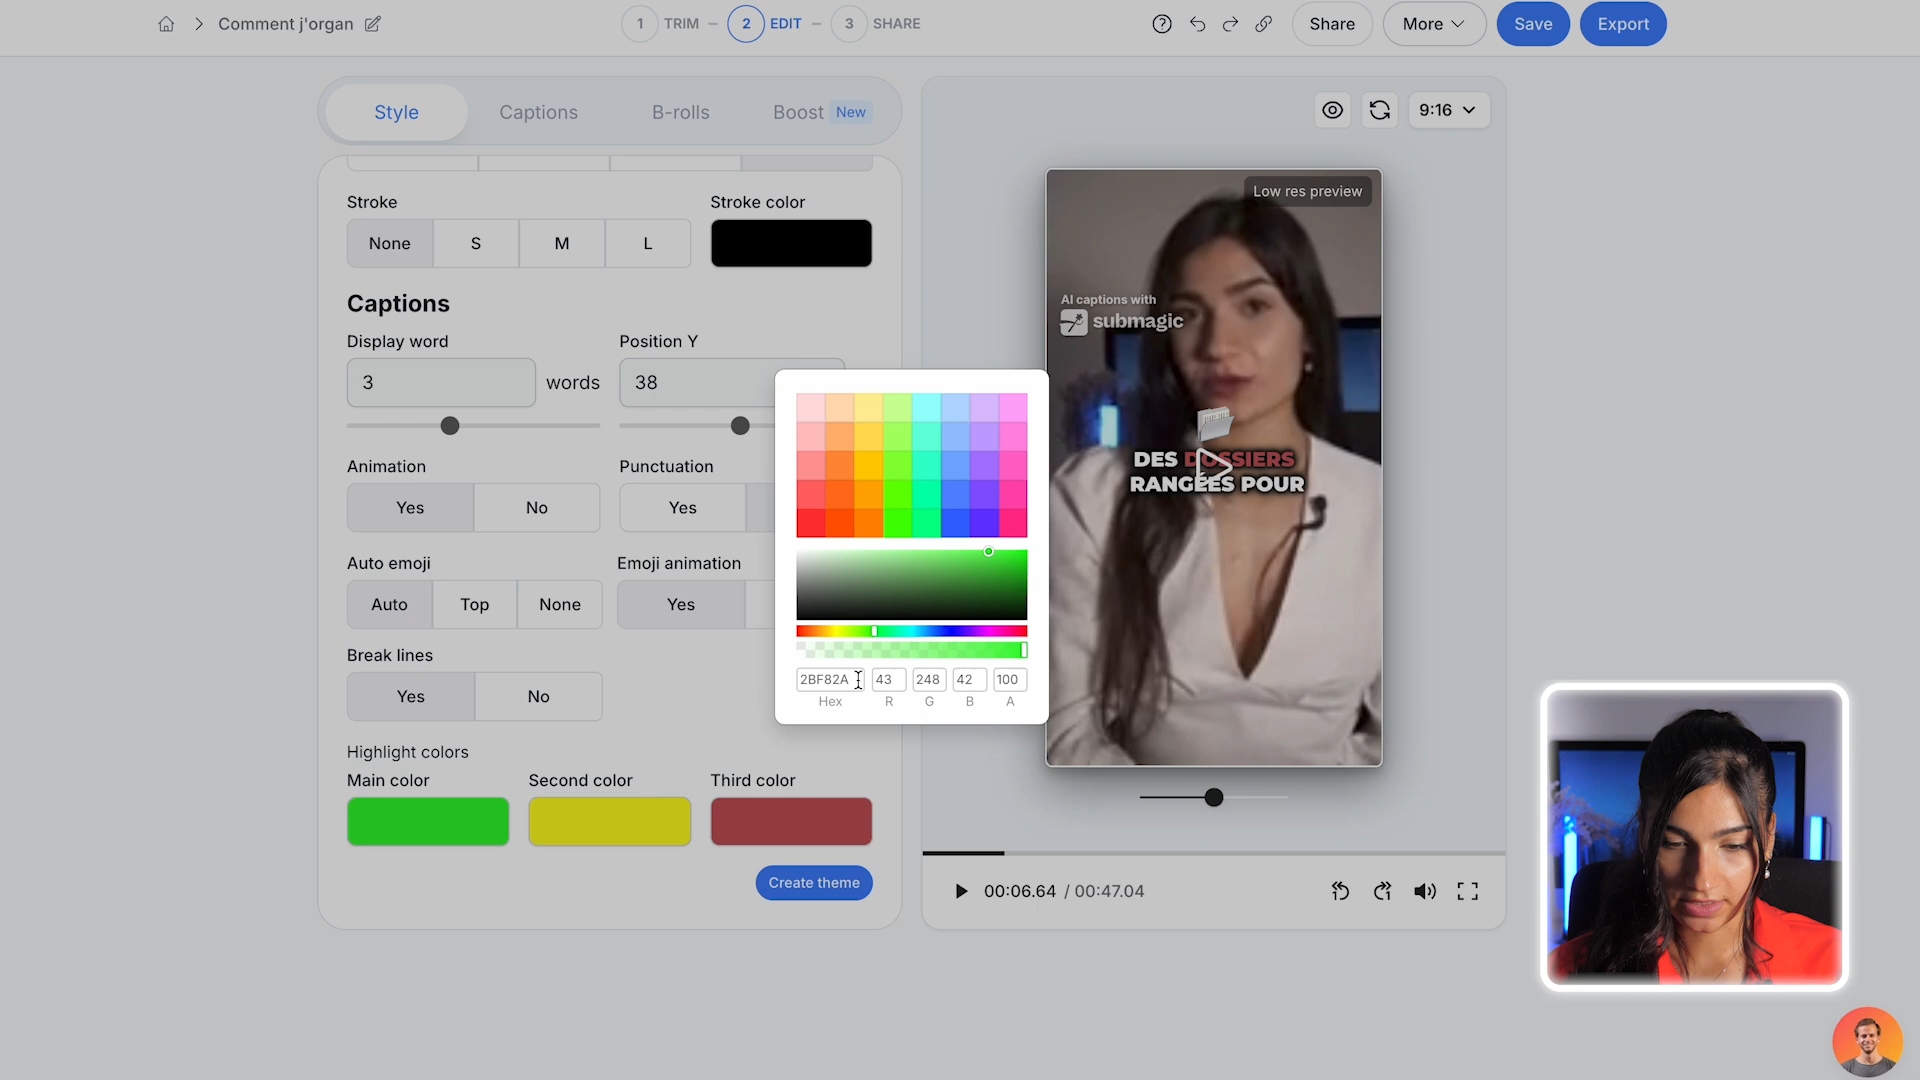 Comment j'organ
1 TRIM
2 EDIT
3 SHARE
Share
More
Save
Export
Style
Captions
B-rolls
Boost New
9:16
Stroke
None
S
M
L
Stroke color
Low res preview
AI captions with
submagic
DES DOSSIERS
RANGÉES POUR
Captions
Display word
3
words
Position Y
38
Animation
Yes
No
Punctuation
Yes
Auto emoji
Auto
Top
None
Emoji animation
Yes
Break lines
Yes
No
2BF82A
43
248
42
100
Hex
R
G
B
A
Highlight colors
Main color
Second color
Third color
Create theme
00:06.64 / 00:47.04